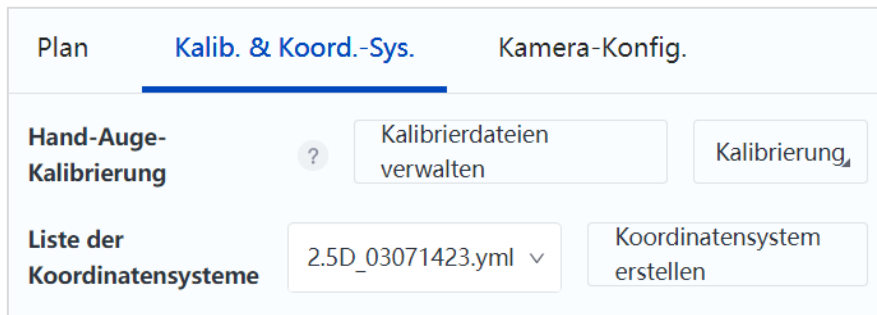 Plan Kalib. & Koord.-Sys. Kamera-Konfig.
Hand-Auge-
Kalibrierung
?
Kalibrierdateien
verwalten
Kalibrierung
Liste der
Koordinatensysteme
2.5D_03071423.yml
Koordinatensystem
erstellen